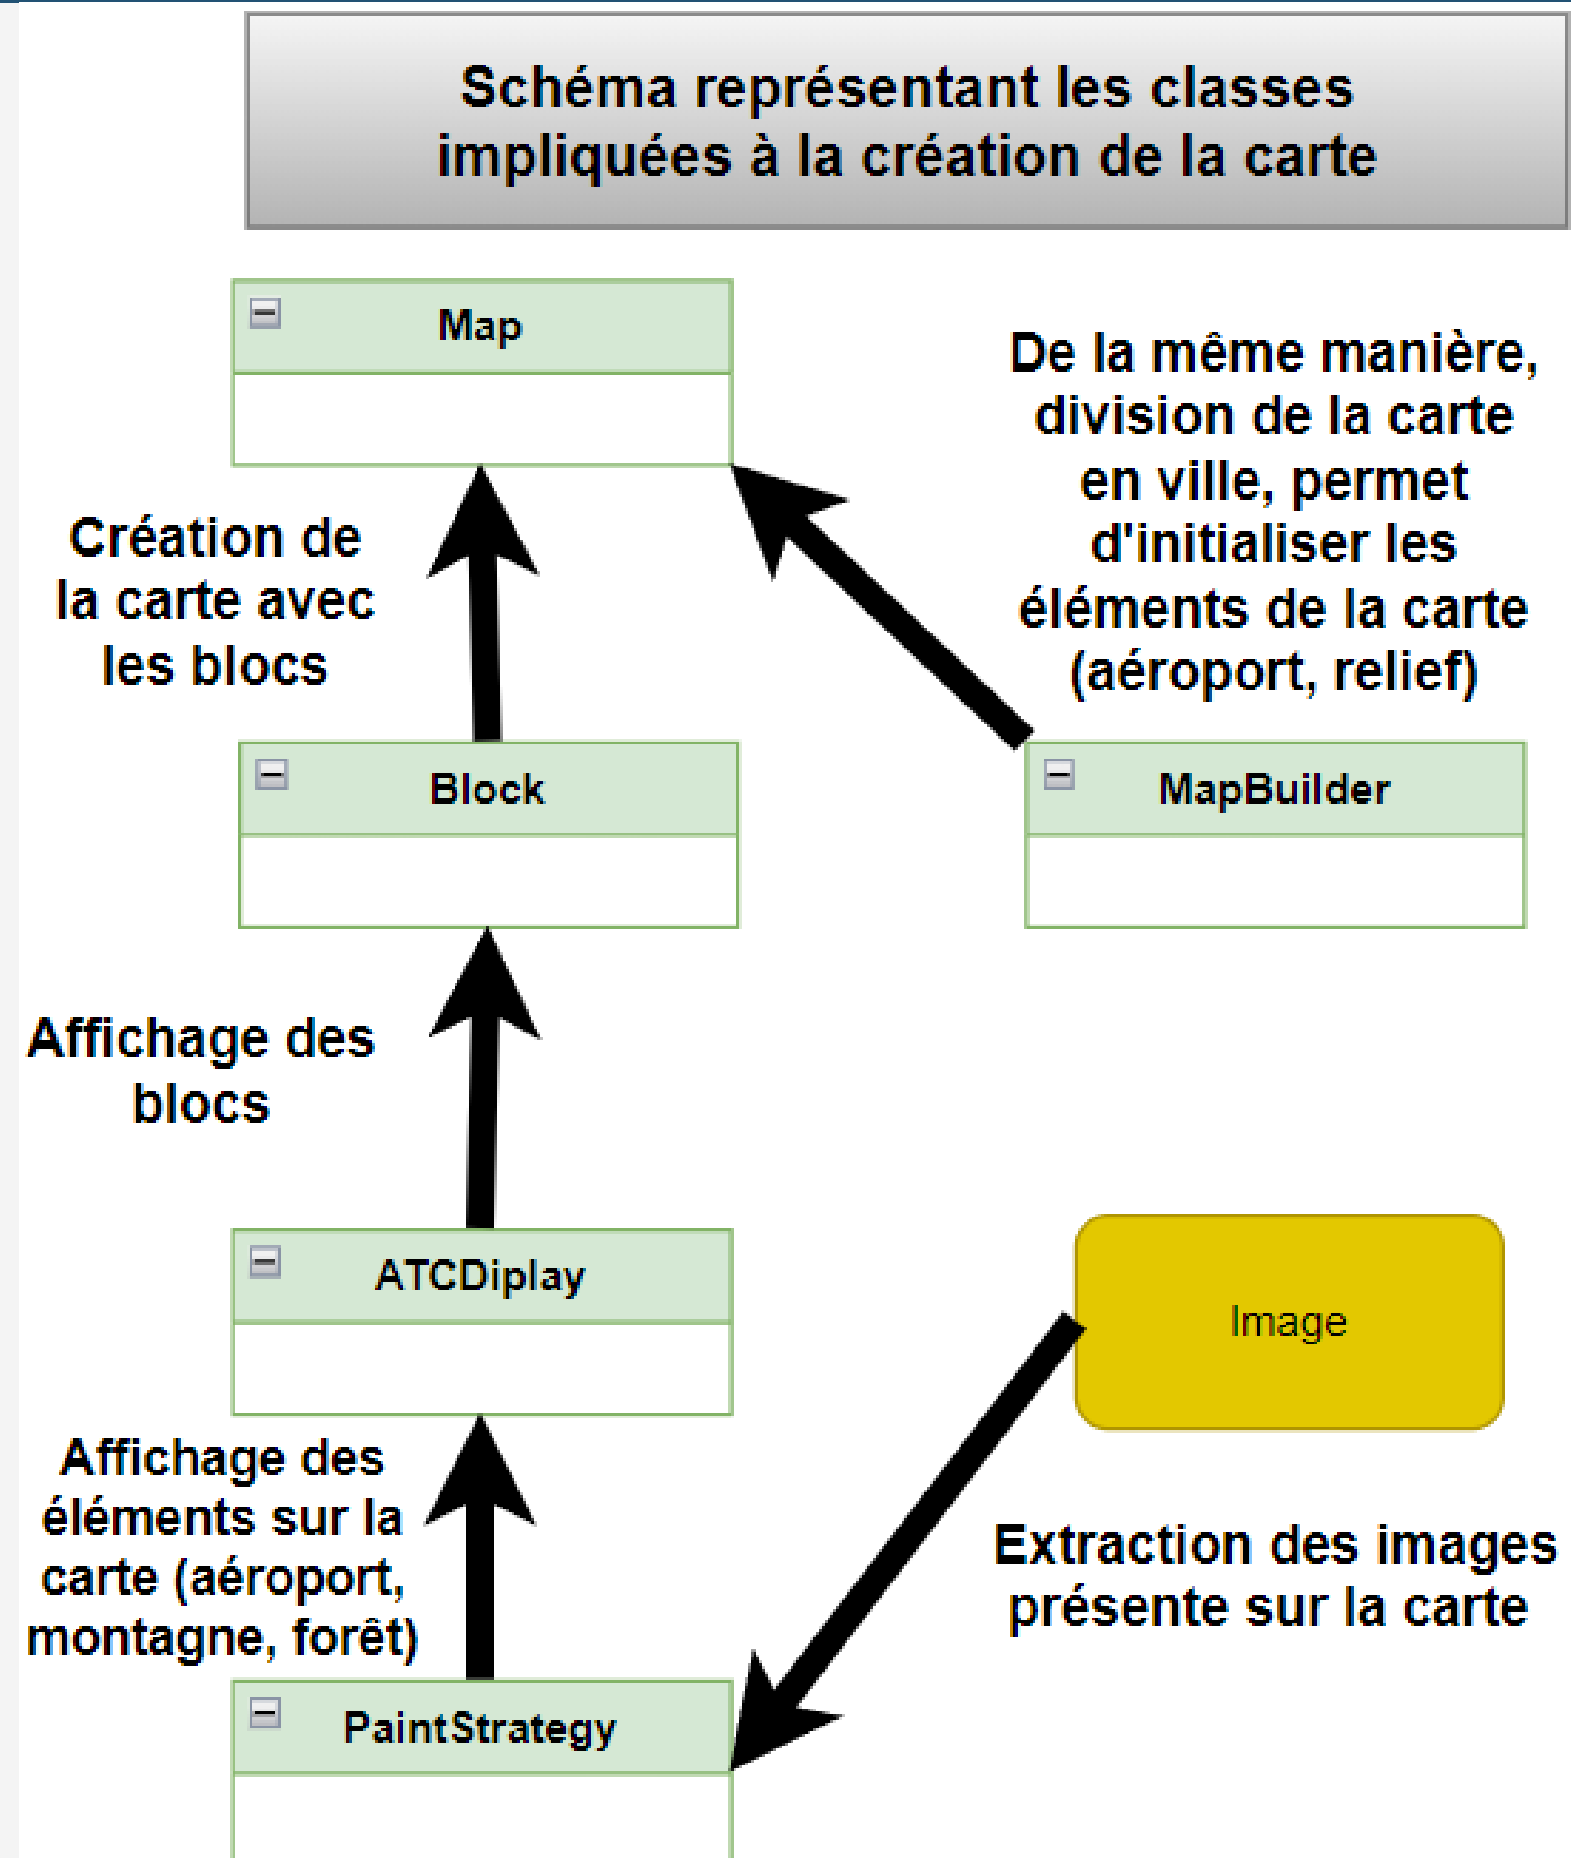 Schéma représentant les classes
impliquées à la création de la carte
Map
De la même manière,
division de la carte
en ville, permet
d'initialiser les
éléments de la carte
(aéroport, relief)
Création de
la carte avec
les blocs
Block
MapBuilder
Affichage des
blocs
ATCDiplay
Image
Affichage des
éléments sur la
carte (aéroport,
montagne, forêt)
Extraction des images
présente sur la carte
PaintStrategy